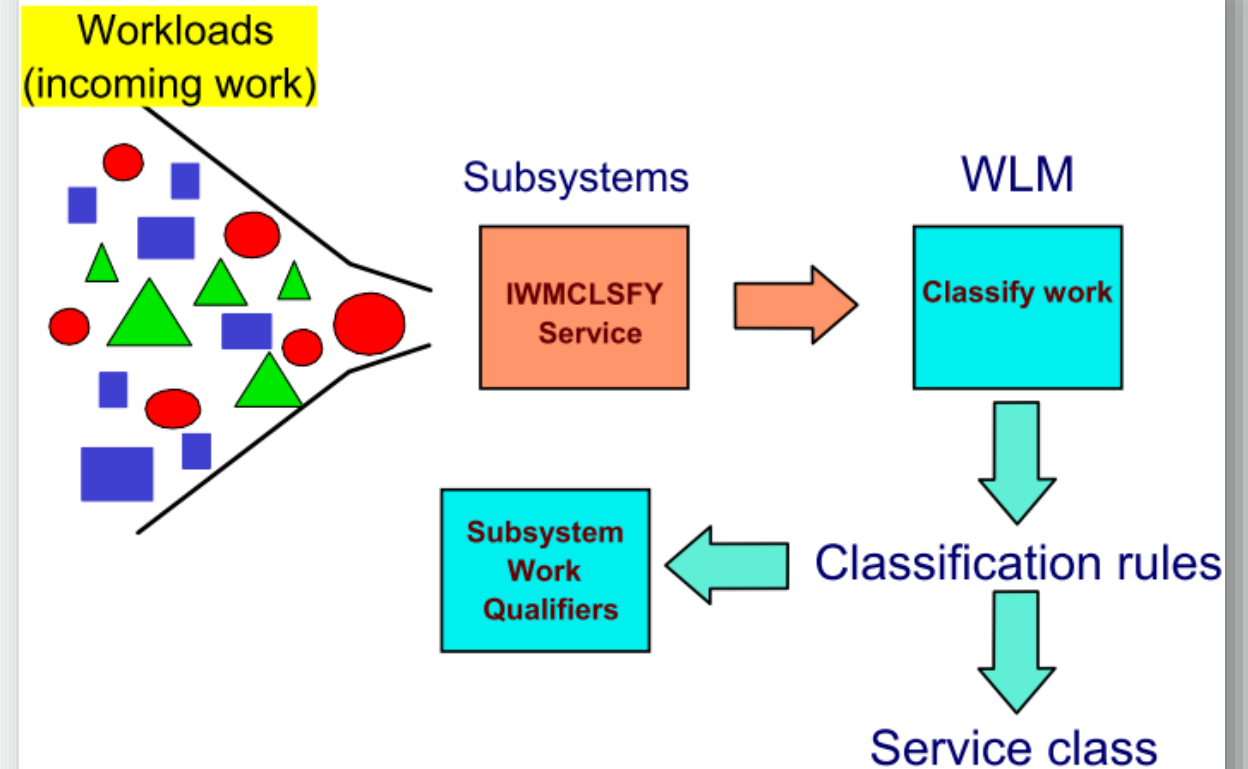 Workloads
(incoming work)
Subsystems
WLM
IWMCLSFY
Service
Classify work
Subsystem
Work
Qualifiers
Classification rules
Service class